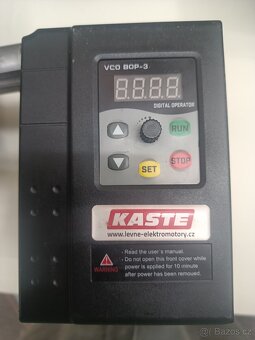 VCO BOP-3
8.8.8.8.
DIGITAL OPERATOR
RUN
SET
STOP
KASTE
www.levne-elektromotory.cz
- Read the user's manual.
- Do not open this front cover while
power is applied for 10 minute
after power has been removed.
WARNING
Bazoš.cz